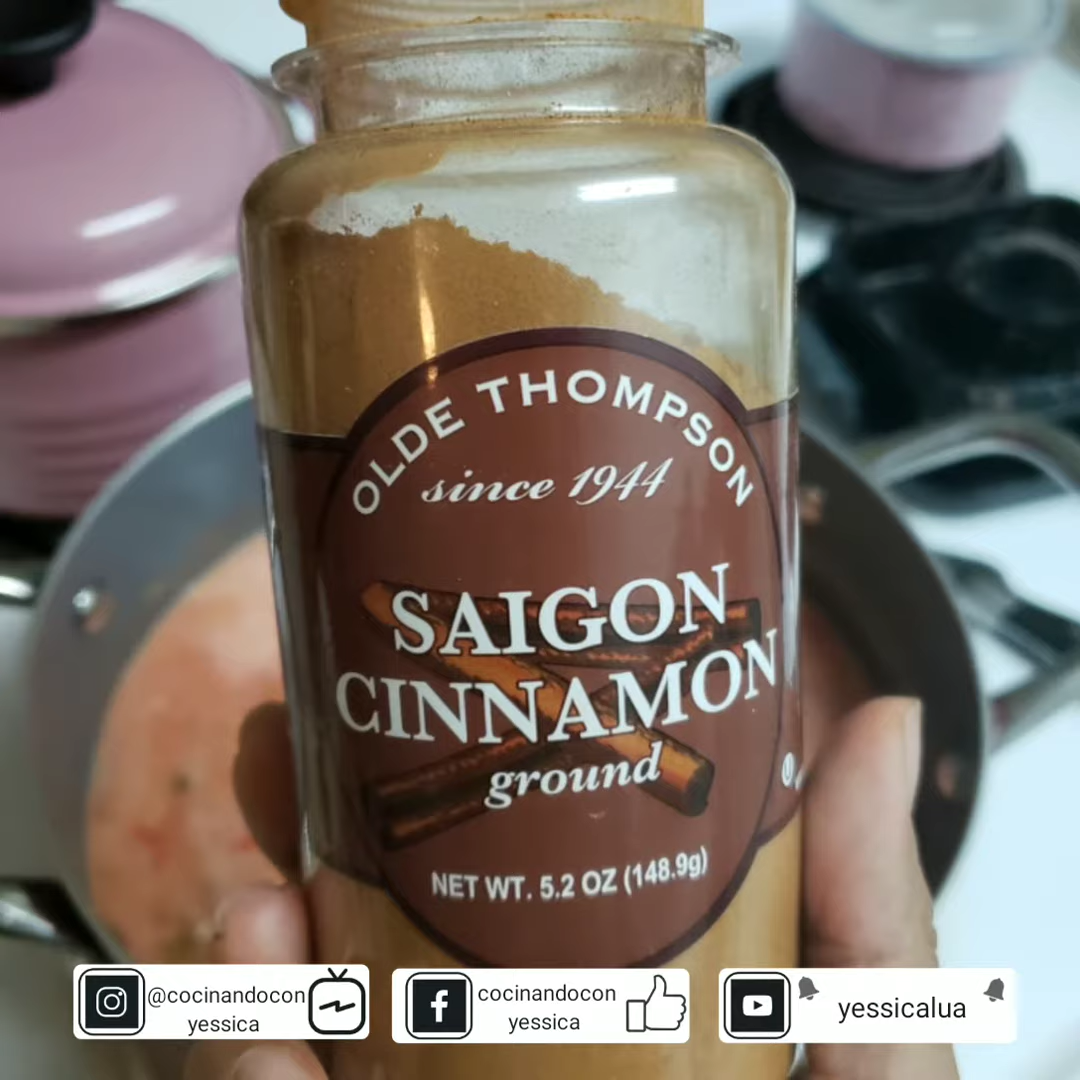 OLDE THOMPSON
since 1944
SAIGON
CINNAMON
ground
NET WT. 5.2 OZ (148.9g)
@cocinandocon
yessica
cocinandocon
yessica
yessicalua